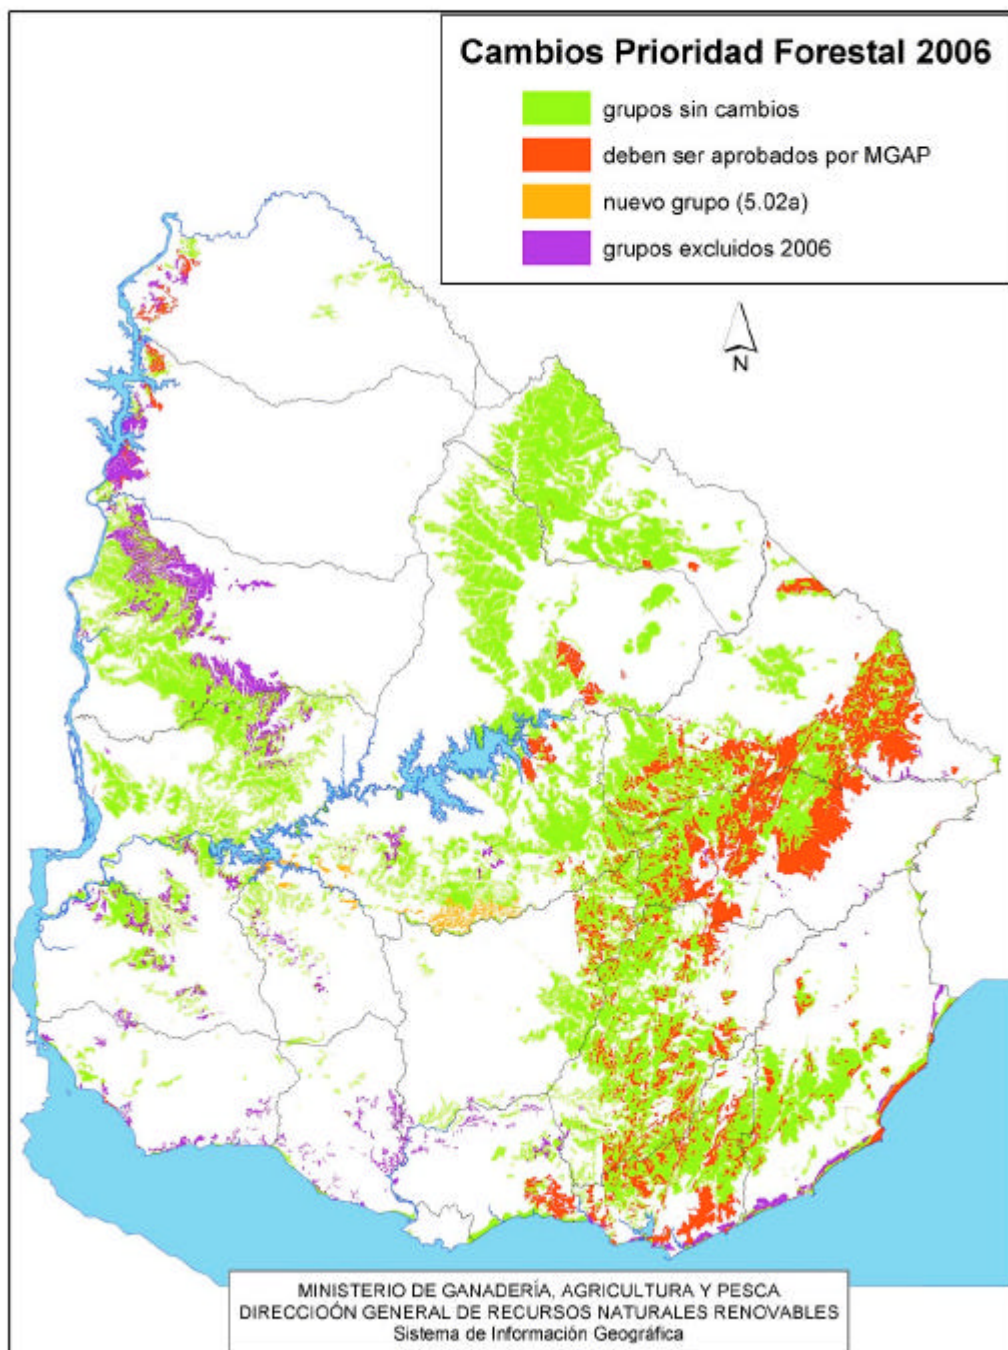 Cambios Prioridad Forestal 2006
grupos sin cambios
deben ser aprobados por MGAP
nuevo grupo (5.02a)
grupos excluidos 2006
N
MINISTERIO DE GANADERÍA, AGRICULTURA Y PESCA
DIRECCIOÓN GENERAL DE RECURSOS NATURALES RENOVABLES
Sistema de Información Geográfica